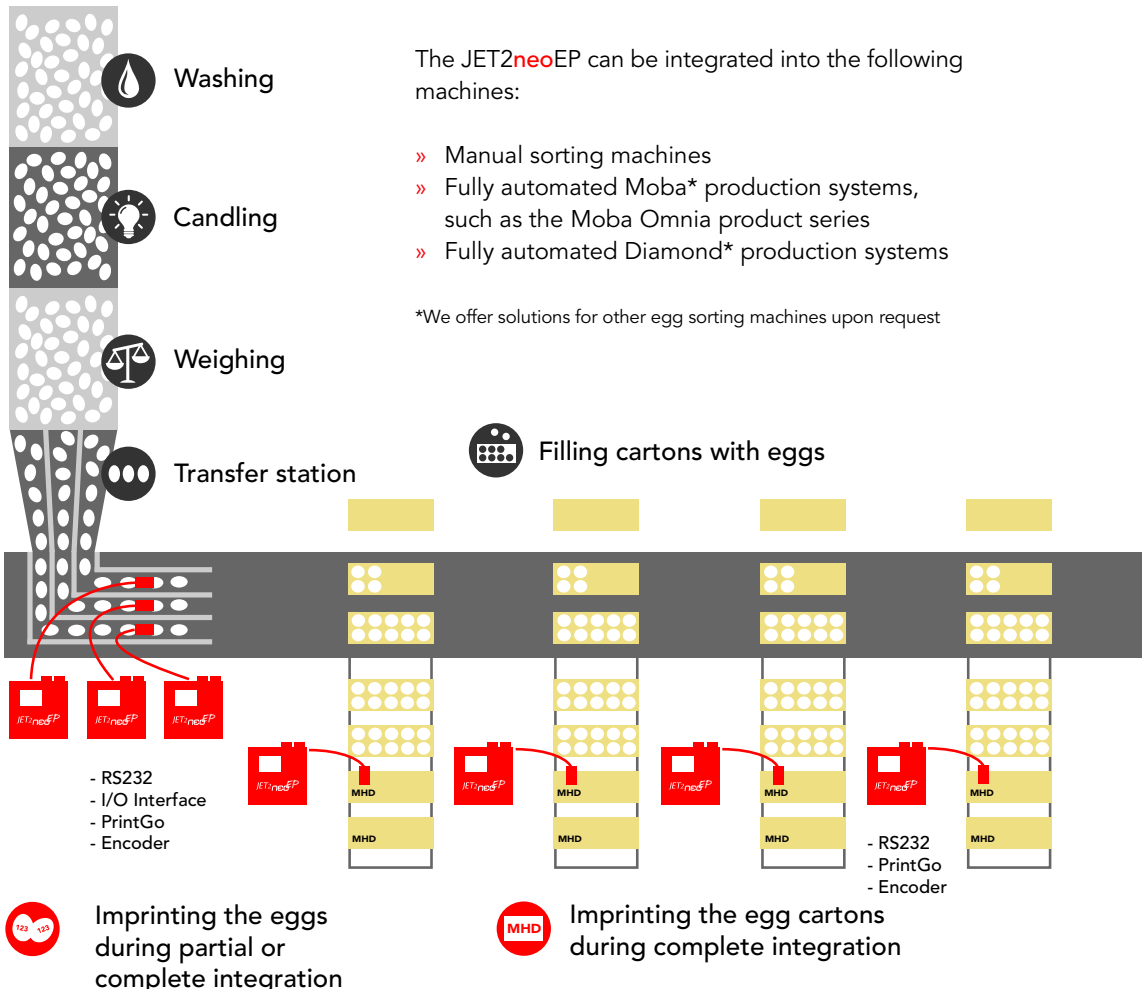 Washing
The JET2neoEP can be integrated into the following
machines:
» Manual sorting machines
» Fully automated Moba* production systems,
such as the Moba Omnia product series
» Fully automated Diamond* production systems
*We offer solutions for other egg sorting machines upon request
Candling
Weighing
Transfer station
Filling cartons with eggs
JET2neoEP
JET2neoEP
JET2neoEP
- RS232
- I/O Interface
- PrintGo
- Encoder
JET2neoEP
MHD
MHD
JET2neoEP
MHD
MHD
JET2neoEP
MHD
MHD
JET2neoEP
MHD
MHD
- RS232
- PrintGo
- Encoder
123 123
Imprinting the eggs
during partial or
complete integration
MHD
Imprinting the egg cartons
during complete integration